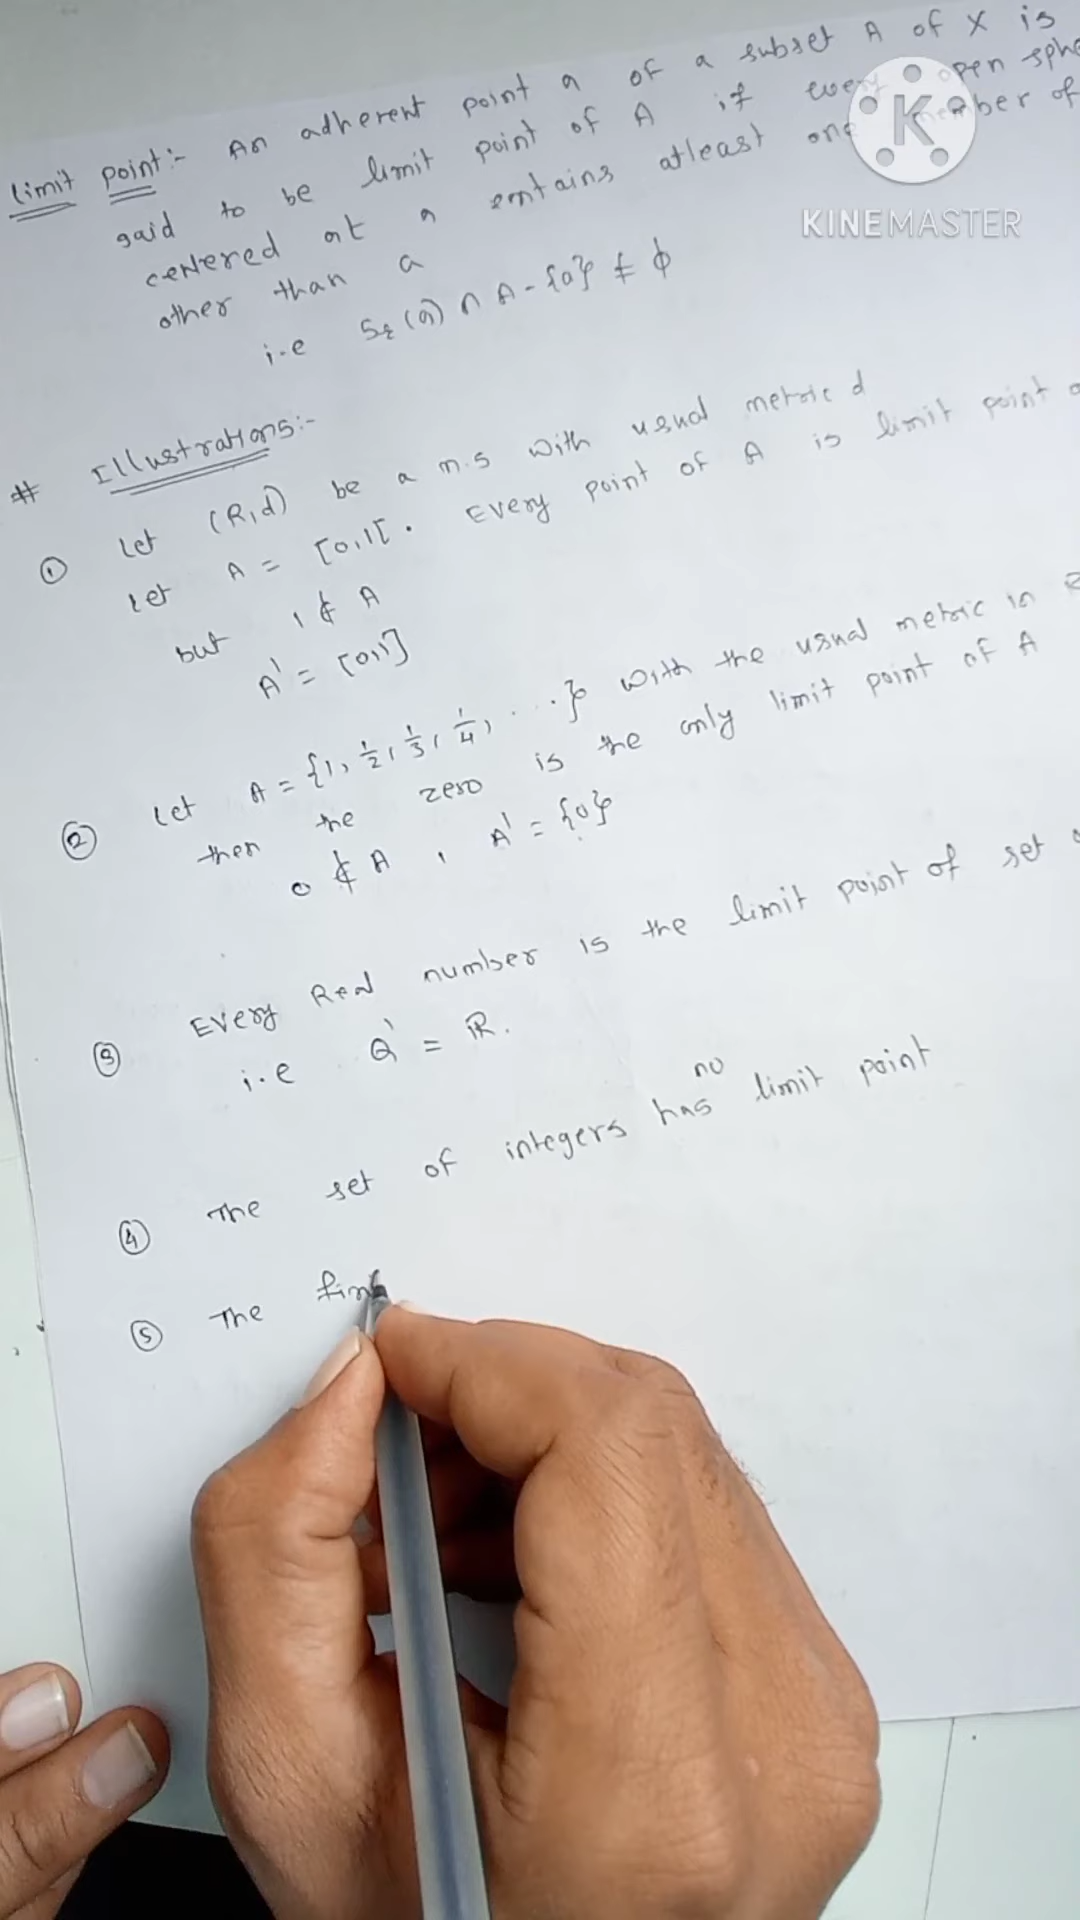 Limit point:- An adherent point a of a subset A of X is
said to be limit point of A if every open sphe
centered at a contains atleast one member of
other than a
i.e Sε(a) ∩ A - {a} ≠ ϕ
# Illustrations:-
① Let (R,d) be a m.s with usual metric d
Let A = [0,1[. Every point of A is limit point
but 1 ∉ A
A' = [0,1]
② Let A = {1, 1/2, 1/3, 1/4, ...} with the usual metric in R
then the zero is the only limit point of A
0 ∉ A , A' = {0}
③ Every Real number is the limit point of set
i.e Q' = R.
④ The set of integers has no limit point
⑤ The fin
K
KINEMASTER